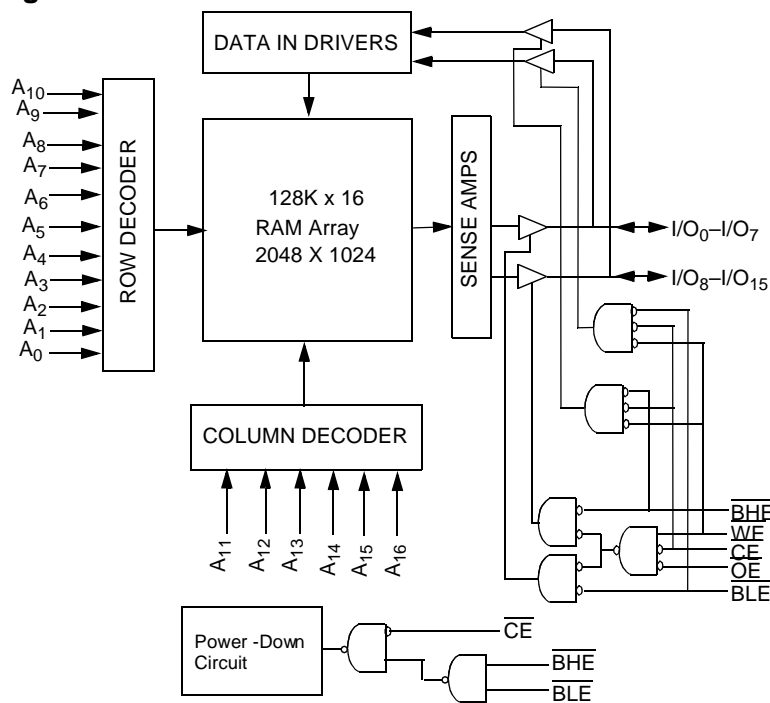 DATA IN DRIVERS
A10
A9
A8
A7
A6
A5
A4
A3
A2
A1
A0
ROW DECODER
128K x 16
RAM Array
2048 X 1024
SENSE AMPS
I/O0–I/O7
I/O8–I/O15
COLUMN DECODER
A11
A12
A13
A14
A15
A16
BHE
WE
CE
OE
BLE
Power -Down
Circuit
CE
BHE
BLE